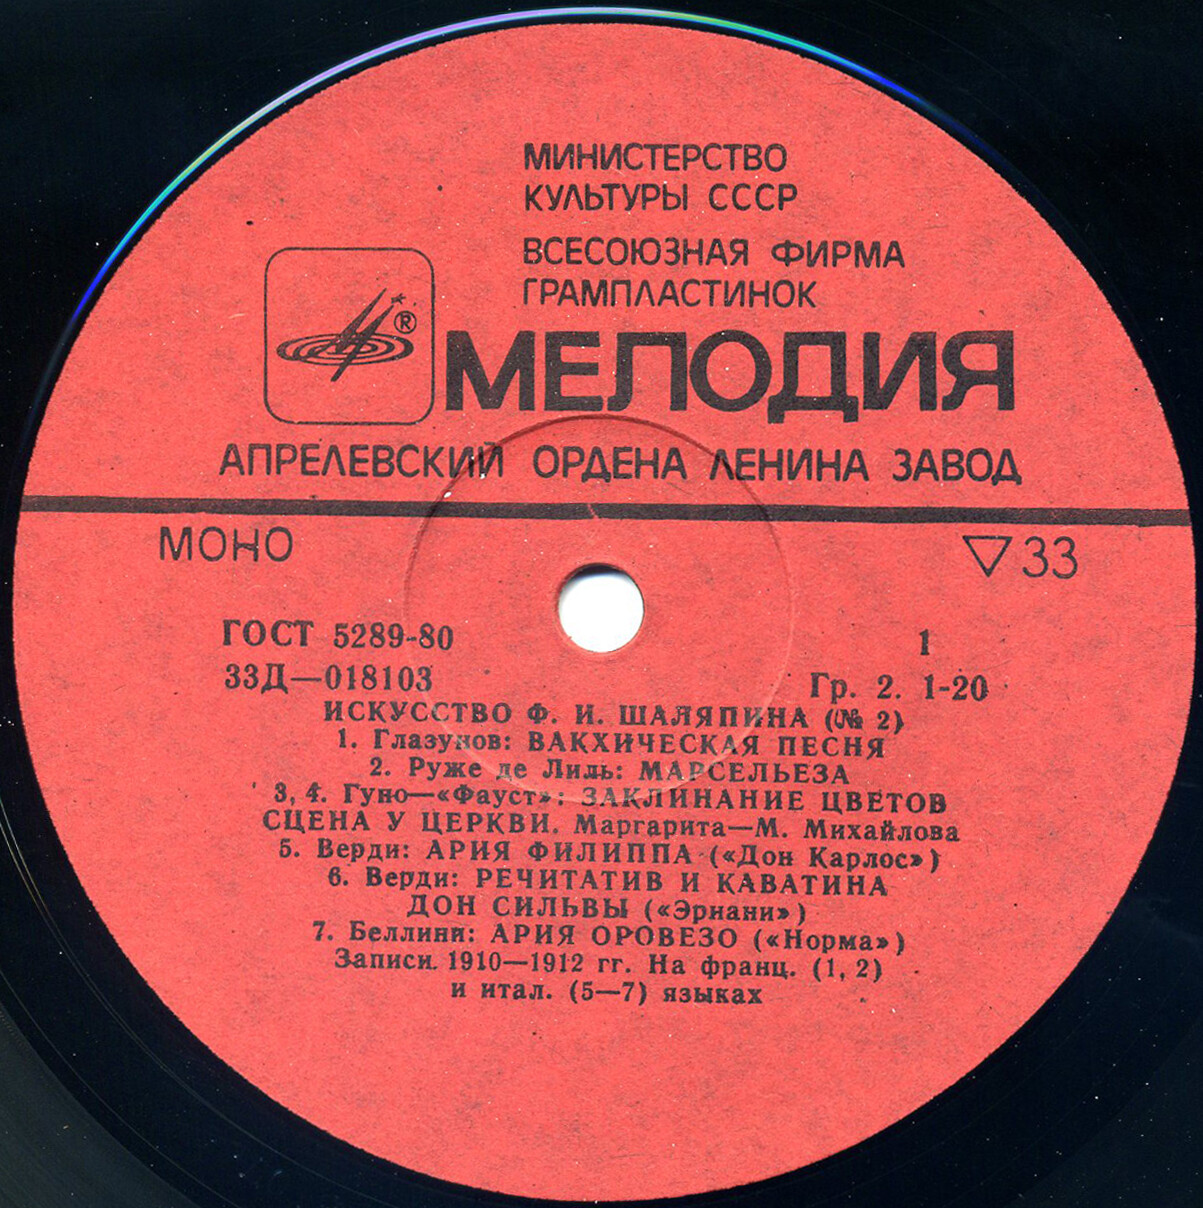 МИНИСТЕРСТВО
КУЛЬТУРЫ СССР
ВСЕСОЮЗНАЯ ФИРМА
ГРАМПЛАСТИНОК
®
МЕЛОДИЯ
АПРЕЛЕВСКИЙ ОРДЕНА ЛЕНИНА ЗАВОД
МОНО ▽33
ГОСТ 5289-80 1
33Д—018103 Гр. 2. 1-20
ИСКУССТВО Ф. И. ШАЛЯПИНА (№ 2)
1. Глазунов: ВАКХИЧЕСКАЯ ПЕСНЯ
2. Руже де Лиль: МАРСЕЛЬЕЗА
3, 4. Гуно—«Фауст»: ЗАКЛИНАНИЕ ЦВЕТОВ
СЦЕНА У ЦЕРКВИ. Маргарита—М. Михайлова
5. Верди: АРИЯ ФИЛИППА («Дон Карлос»)
6. Верди: РЕЧИТАТИВ И КАВАТИНА
ДОН СИЛЬВЫ («Эрнани»)
7. Беллини: АРИЯ ОРОВЕЗО («Норма»)
Записи. 1910—1912 гг. На франц. (1, 2)
и итал. (5—7) языках